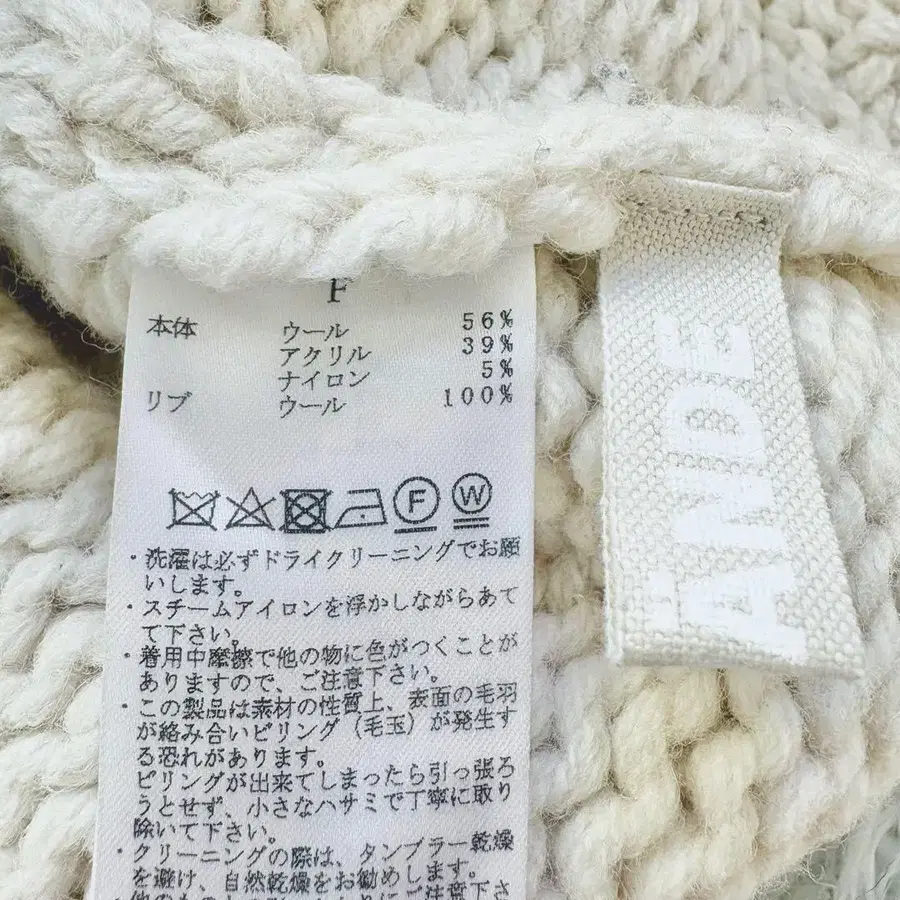 F
本体 ウール 56%
アクリル 39%
ナイロン 5%
リブ ウール 100%
F W
・洗濯は必ずドライクリーニングでお願
いします。
・スチームアイロンを浮かしながらあて
て下さい。
・着用中摩擦で他の物に色がつくことが
ありますので、ご注意下さい。
・この製品は素材の性質上、表面の毛羽
が絡み合いピリング（毛玉）が発生す
る恐れがあります。
ピリングが出来てしまったら引っ張ろ
うとせず、小さなハサミで丁寧に取り
除いて下さい。
・クリーニングの際は、タンブラー乾燥
を避け、自然乾燥をお勧めします。
ANDE